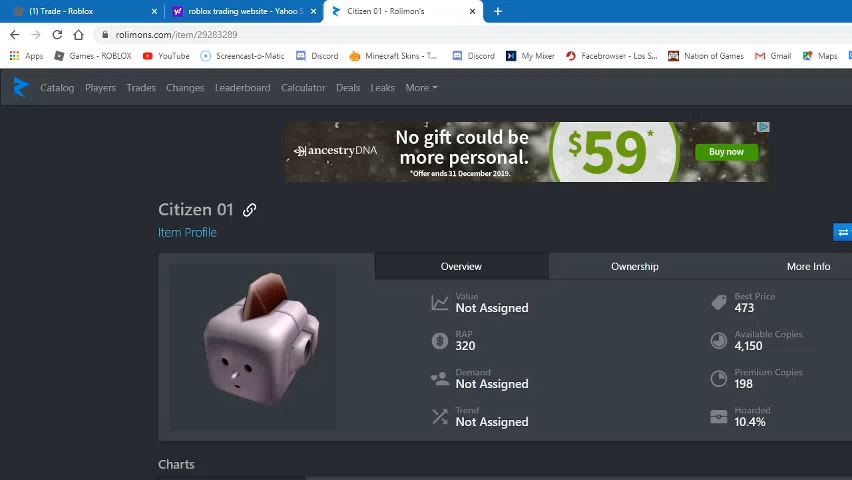 (1) Trade - Roblox
roblox trading website - Yahoo S
Citizen 01 - Rolimon's
rolimons.com/item/29283289
Apps Games - ROBLOX YouTube Screencast-o-Matic Discord Minecraft Skins - T... Discord My Mixer Facebrowser - Los S... Nation of Games Gmail Maps
Catalog Players Trades Changes Leaderboard Calculator Deals Leaks More
ancestryDNA
No gift could be
more personal.
*Offer ends 31 December 2019.
$59*
Buy now
Citizen 01
Item Profile
Overview Ownership More Info
Value
Not Assigned
Best Price
473
RAP
320
Available Copies
4,150
Demand
Not Assigned
Premium Copies
198
Trend
Not Assigned
Hoarded
10.4%
Charts